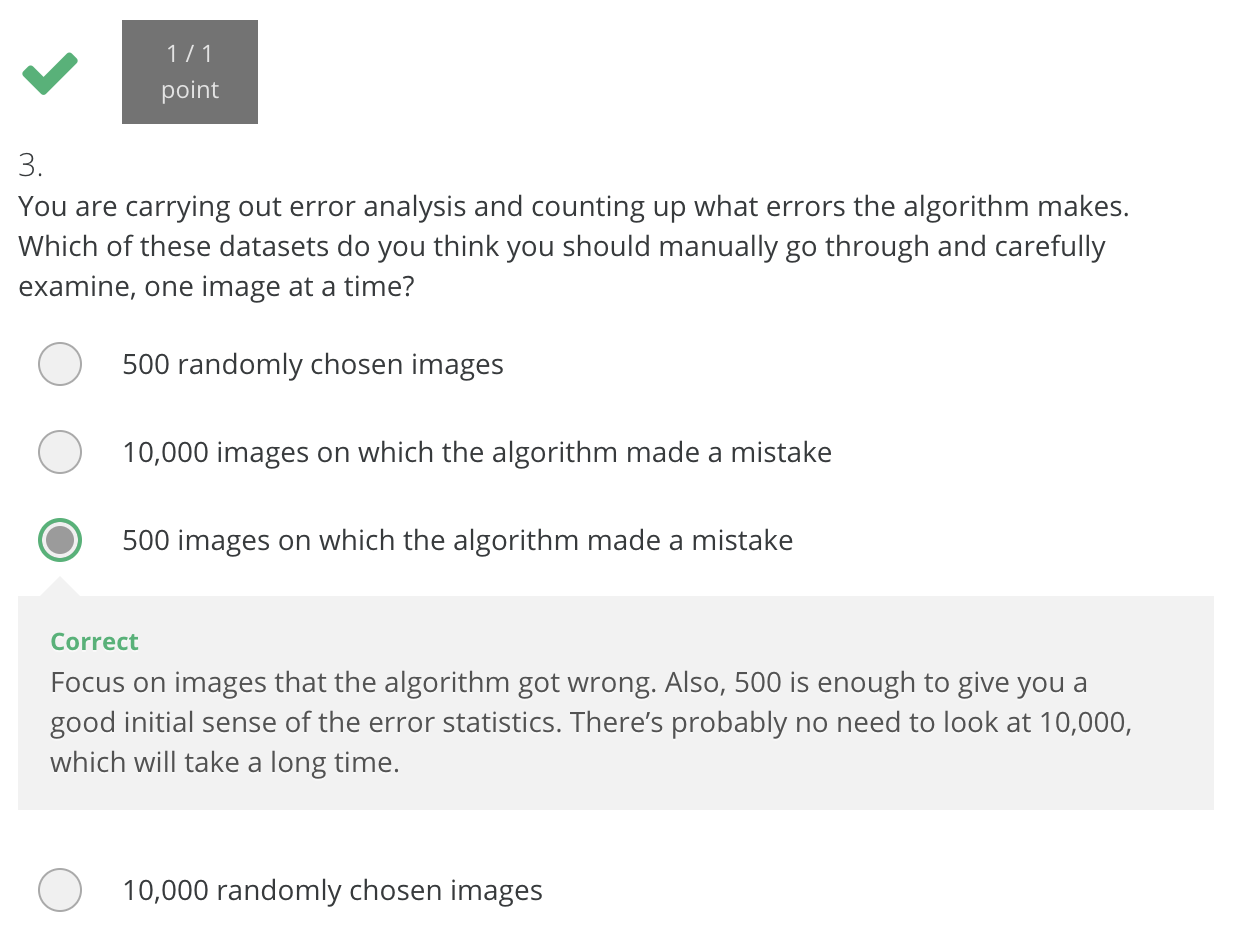 1 / 1
point
3.
You are carrying out error analysis and counting up what errors the algorithm makes.
Which of these datasets do you think you should manually go through and carefully
examine, one image at a time?
500 randomly chosen images
10,000 images on which the algorithm made a mistake
500 images on which the algorithm made a mistake
Correct
Focus on images that the algorithm got wrong. Also, 500 is enough to give you a
good initial sense of the error statistics. There’s probably no need to look at 10,000,
which will take a long time.
10,000 randomly chosen images